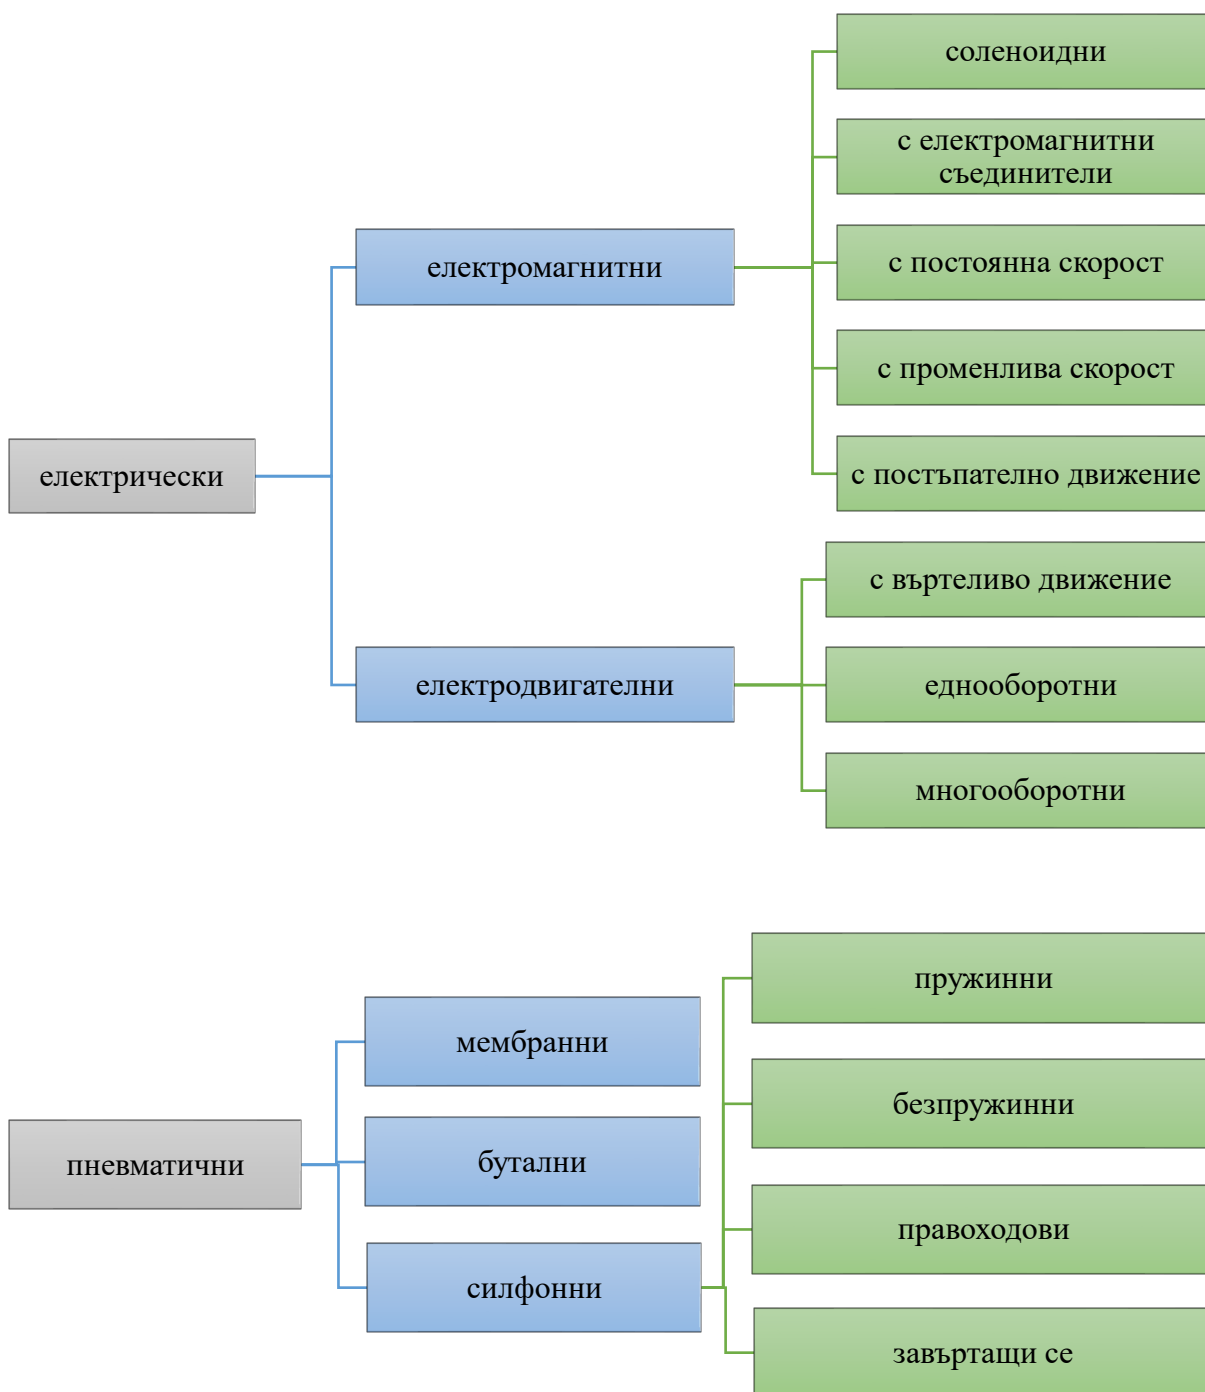 соленоидни
с електромагнитни
съединители
електромагнитни
с постоянна скорост
с променлива скорост
електрически
с постъпателно движение
с въртеливо движение
електродвигателни
еднооборотни
многооборотни
пружинни
мембранни
безпружинни
пневматични
бутални
правоходови
силфонни
завъртащи се